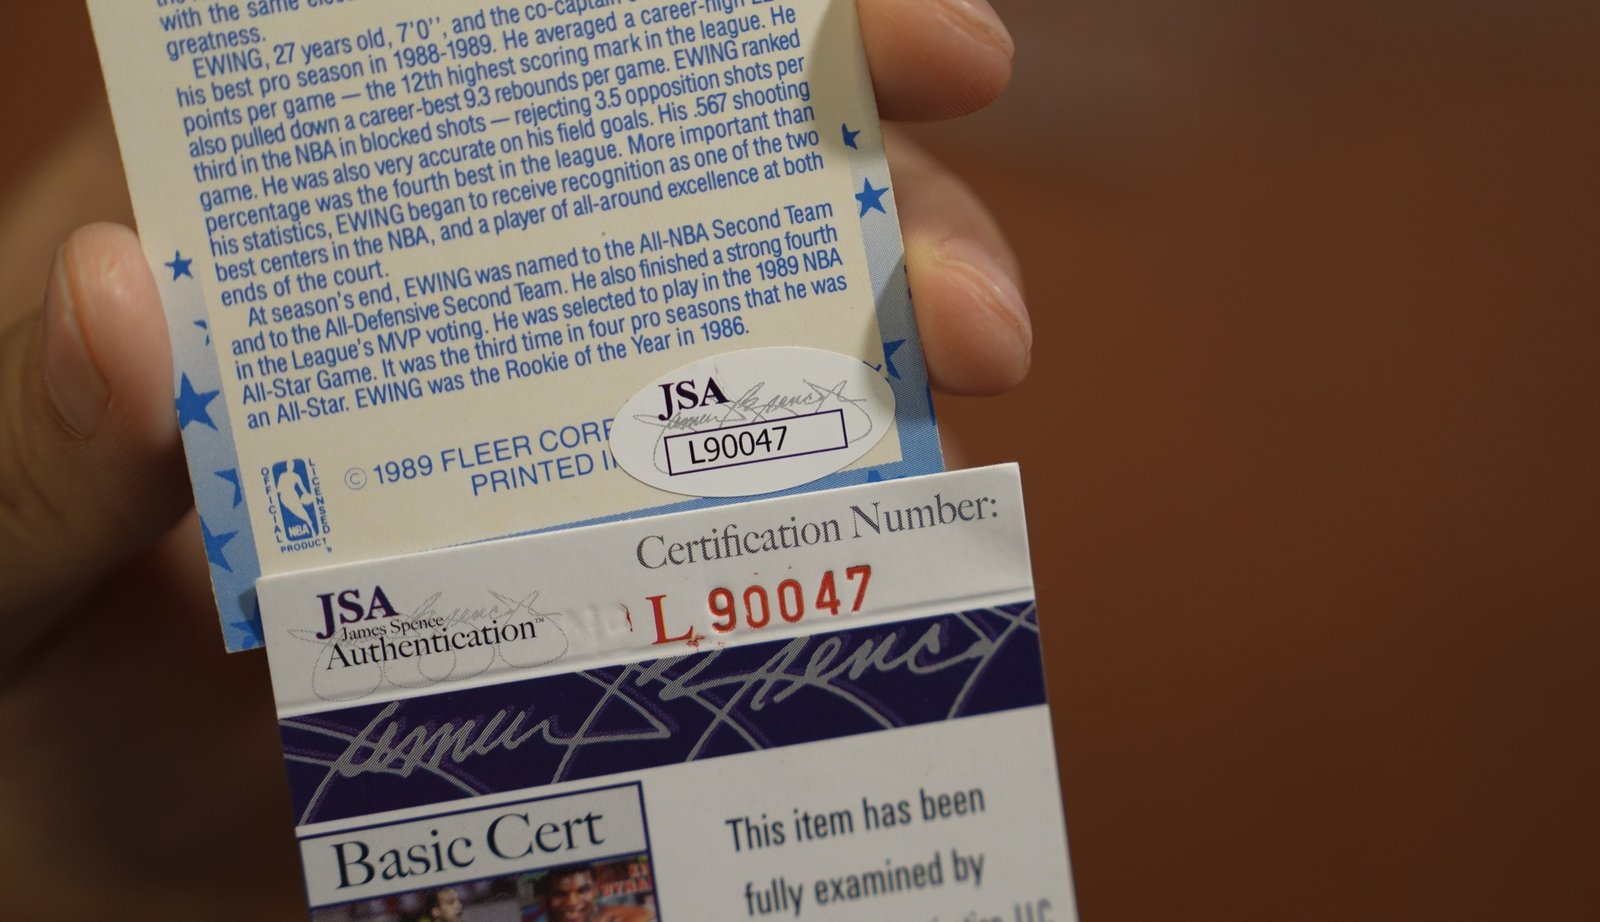 with the same
greatness.
EWING, 27 years old, 7'0'', and the co-captain
his best pro season in 1988-1989. He averaged a career-high
points per game — the 12th highest scoring mark in the league. He
also pulled down a career-best 9.3 rebounds per game. EWING ranked
third in the NBA in blocked shots — rejecting 3.5 opposition shots per
game. He was also very accurate on his field goals. His .567 shooting
percentage was the fourth best in the league. More important than
his statistics, EWING began to receive recognition as one of the two
best centers in the NBA, and a player of all-around excellence at both
ends of the court.
At season's end, EWING was named to the All-NBA Second Team
and to the All-Defensive Second Team. He also finished a strong fourth
in the League's MVP voting. He was selected to play in the 1989 NBA
All-Star Game. It was the third time in four pro seasons that he was
an All-Star. EWING was the Rookie of the Year in 1986.
JSA
L90047
© 1989 FLEER CORP
PRINTED I
OFFICIAL LICENSED
NBA
PRODUCT
Certification Number:
L 90047
JSA
James Spence
Authentication™
Basic Cert
This item has been
fully examined by
LLC